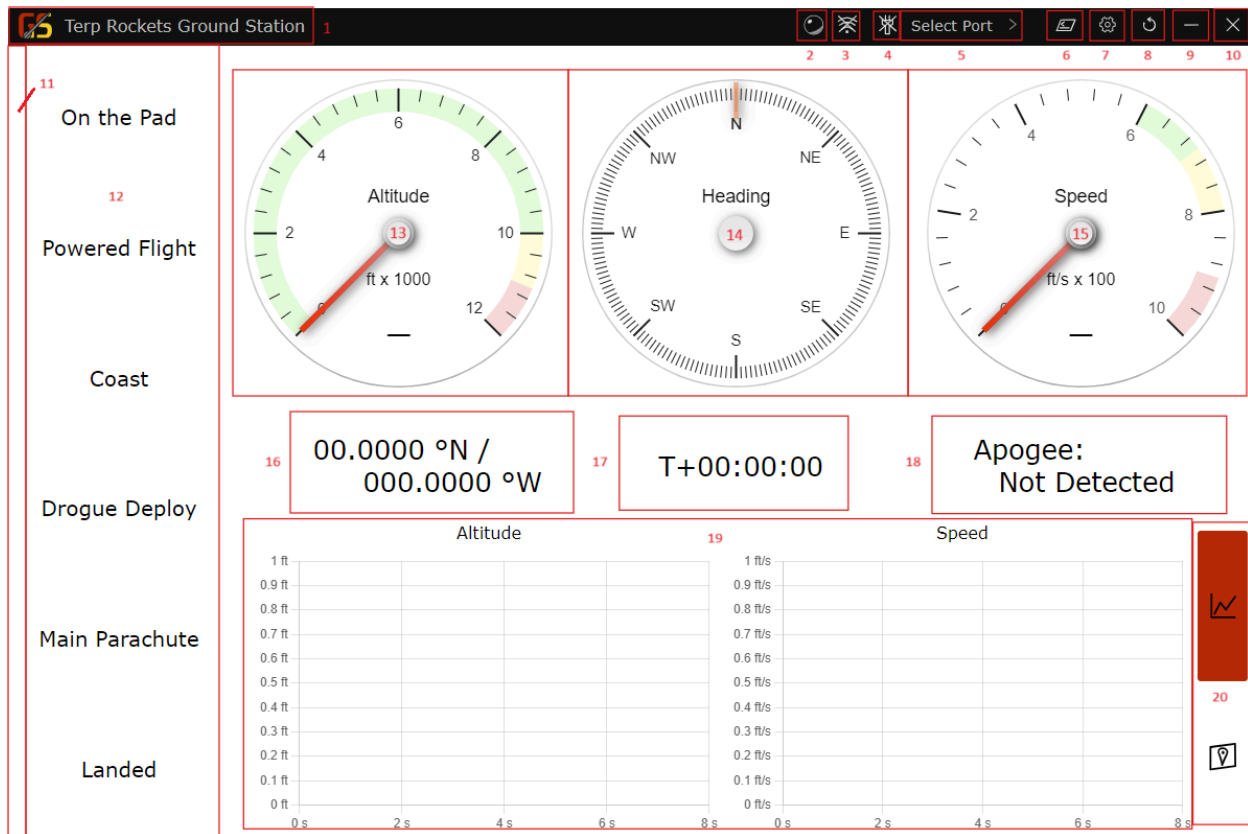 GS Terp Rockets Ground Station 1 Select Port >
2 3 4 5 6 7 8 9 10
11
On the Pad
12
Powered Flight
Coast
Drogue Deploy
Main Parachute
Landed
0 2 4 6 8 10 12
Altitude
13
ft x 1000
N
NW NE
Heading
W 14 E
SW SE
S
0 2 4 6 8 10
Speed
15
ft/s x 100
16
00.0000 °N /
000.0000 °W
17
T+00:00:00
18
Apogee:
Not Detected
19
Altitude
1 ft
0.9 ft
0.8 ft
0.7 ft
0.6 ft
0.5 ft
0.4 ft
0.3 ft
0.2 ft
0.1 ft
0 ft
0 s 2 s 4 s 6 s 8 s
Speed
1 ft/s
0.9 ft/s
0.8 ft/s
0.7 ft/s
0.6 ft/s
0.5 ft/s
0.4 ft/s
0.3 ft/s
0.2 ft/s
0.1 ft/s
0 ft/s
0 s 2 s 4 s 6 s 8 s
20